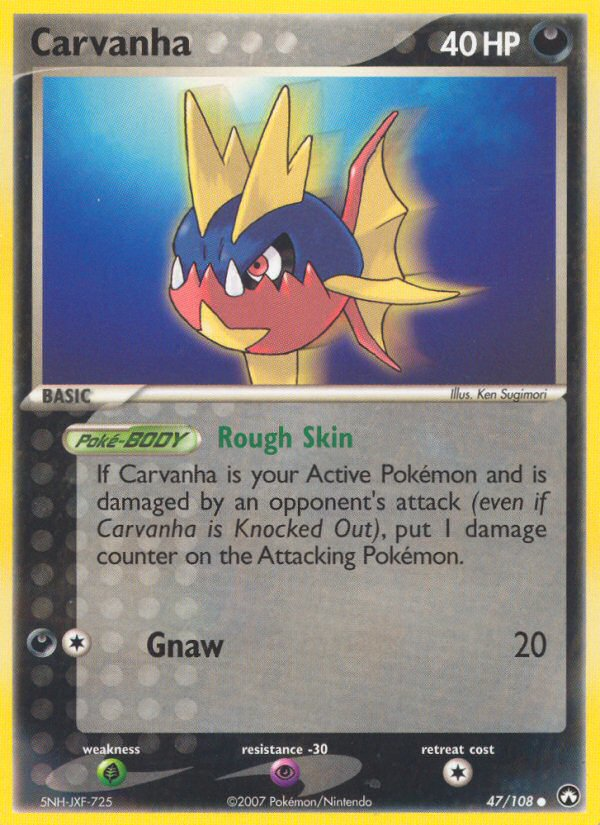 Carvanha
40 HP
BASIC
Illus. Ken Sugimori
Poké-BODY Rough Skin
If Carvanha is your Active Pokémon and is
damaged by an opponent's attack (even if
Carvanha is Knocked Out), put 1 damage
counter on the Attacking Pokémon.
Gnaw 20
weakness resistance -30 retreat cost
5NH-JXF-725 ©2007 Pokémon/Nintendo 47/108